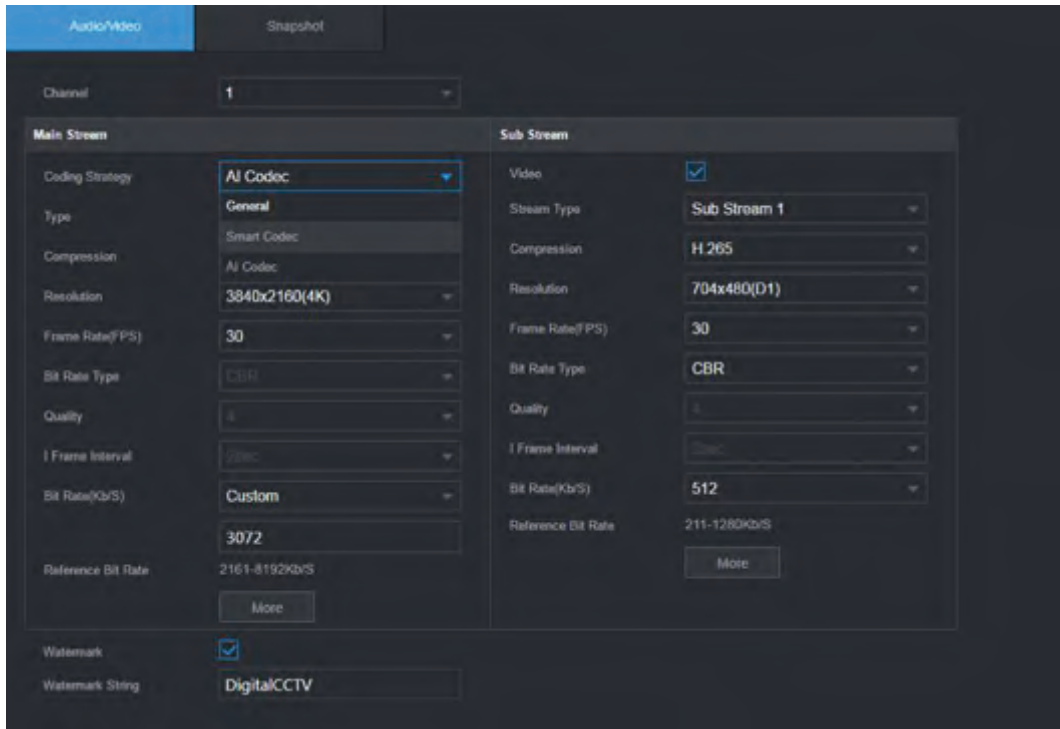 Audio/Video
Snapshot
Channel
1
Main Stream
Coding Strategy
AI Codec
General
Smart Codec
AI Codec
Type
Compression
Resolution
3840x2160(4K)
Frame Rate(FPS)
30
Bit Rate Type
CBR
Quality
4
I Frame Interval
2Sec
Bit Rate(Kb/S)
Custom
3072
Reference Bit Rate
2161-8192Kb/S
More
Sub Stream
Video
Stream Type
Sub Stream 1
Compression
H.265
Resolution
704x480(D1)
Frame Rate(FPS)
30
Bit Rate Type
CBR
Quality
4
I Frame Interval
2Sec
Bit Rate(Kb/S)
512
Reference Bit Rate
211-1280Kb/S
More
Watermark
Watermark String
DigitalCCTV